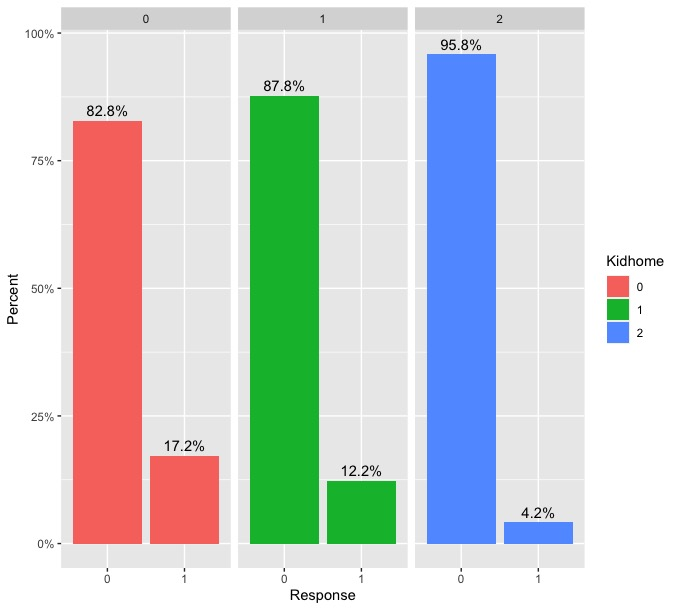 0 1 2
100%
75%
50%
25%
0%
Percent
82.8%
17.2%
87.8%
12.2%
95.8%
4.2%
0 1 0 1 0 1
Response
Kidhome
0
1
2